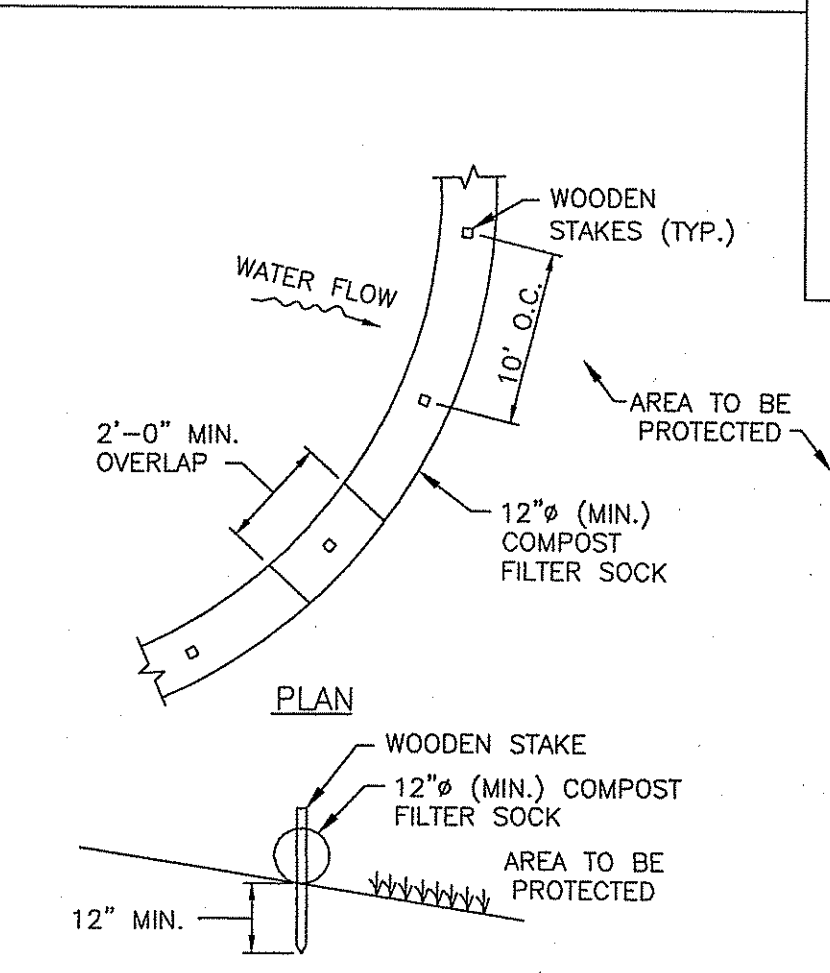 WOODEN
STAKES (TYP.)
WATER FLOW
10' O.C.
AREA TO BE
PROTECTED
2'-0" MIN.
OVERLAP
12"ø (MIN.)
COMPOST
FILTER SOCK
PLAN
WOODEN STAKE
12"ø (MIN.) COMPOST
FILTER SOCK
AREA TO BE
PROTECTED
12" MIN.